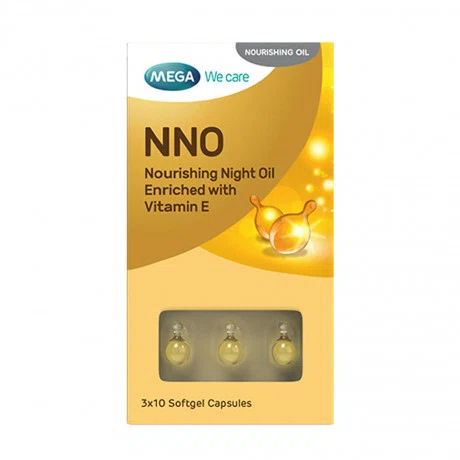 NOURISHING OIL
MEGA We care
NNO
Nourishing Night Oil
Enriched with
Vitamin E
3x10 Softgel Capsules